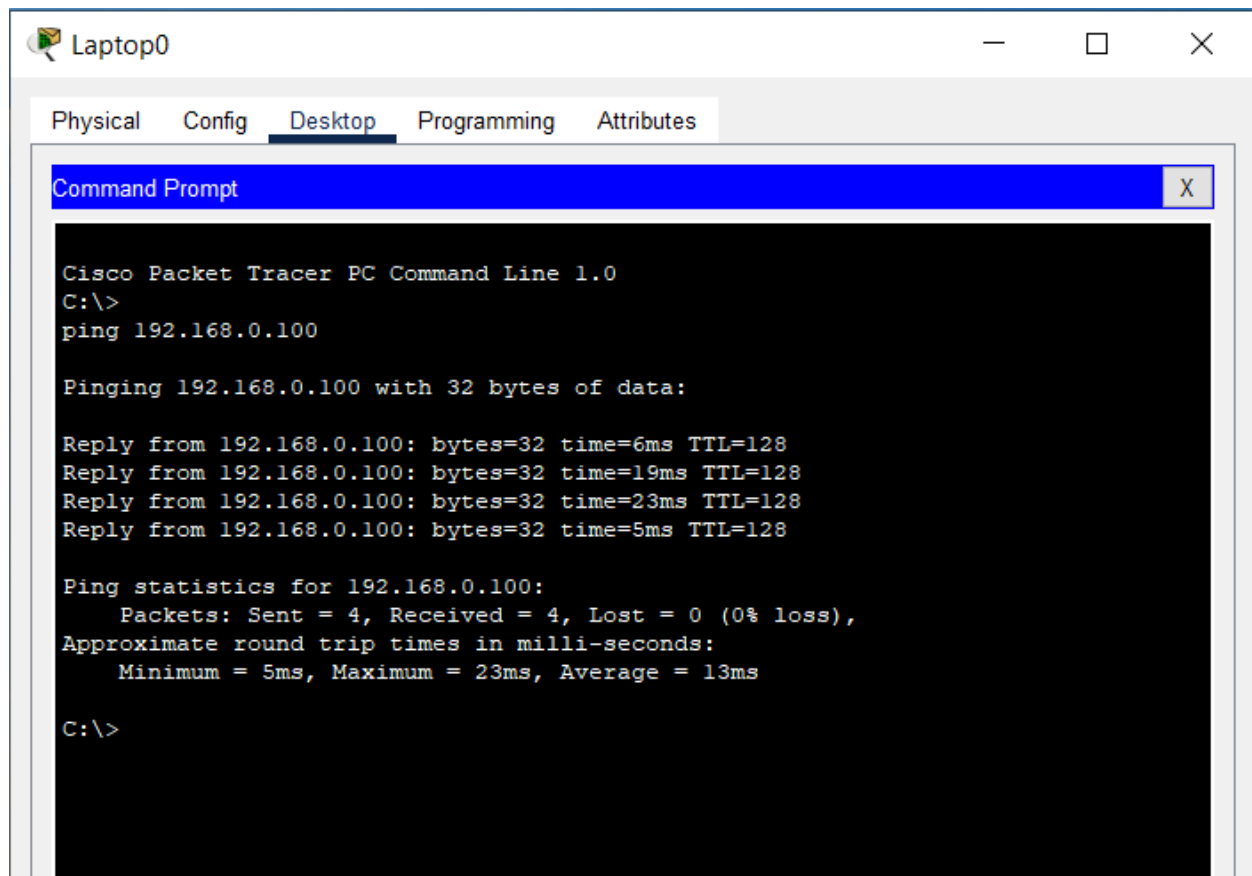 Laptop0
Physical Config Desktop Programming Attributes
Command Prompt X
Cisco Packet Tracer PC Command Line 1.0
C:\>
ping 192.168.0.100
Pinging 192.168.0.100 with 32 bytes of data:
Reply from 192.168.0.100: bytes=32 time=6ms TTL=128
Reply from 192.168.0.100: bytes=32 time=19ms TTL=128
Reply from 192.168.0.100: bytes=32 time=23ms TTL=128
Reply from 192.168.0.100: bytes=32 time=5ms TTL=128
Ping statistics for 192.168.0.100:
Packets: Sent = 4, Received = 4, Lost = 0 (0% loss),
Approximate round trip times in milli-seconds:
Minimum = 5ms, Maximum = 23ms, Average = 13ms
C:\>